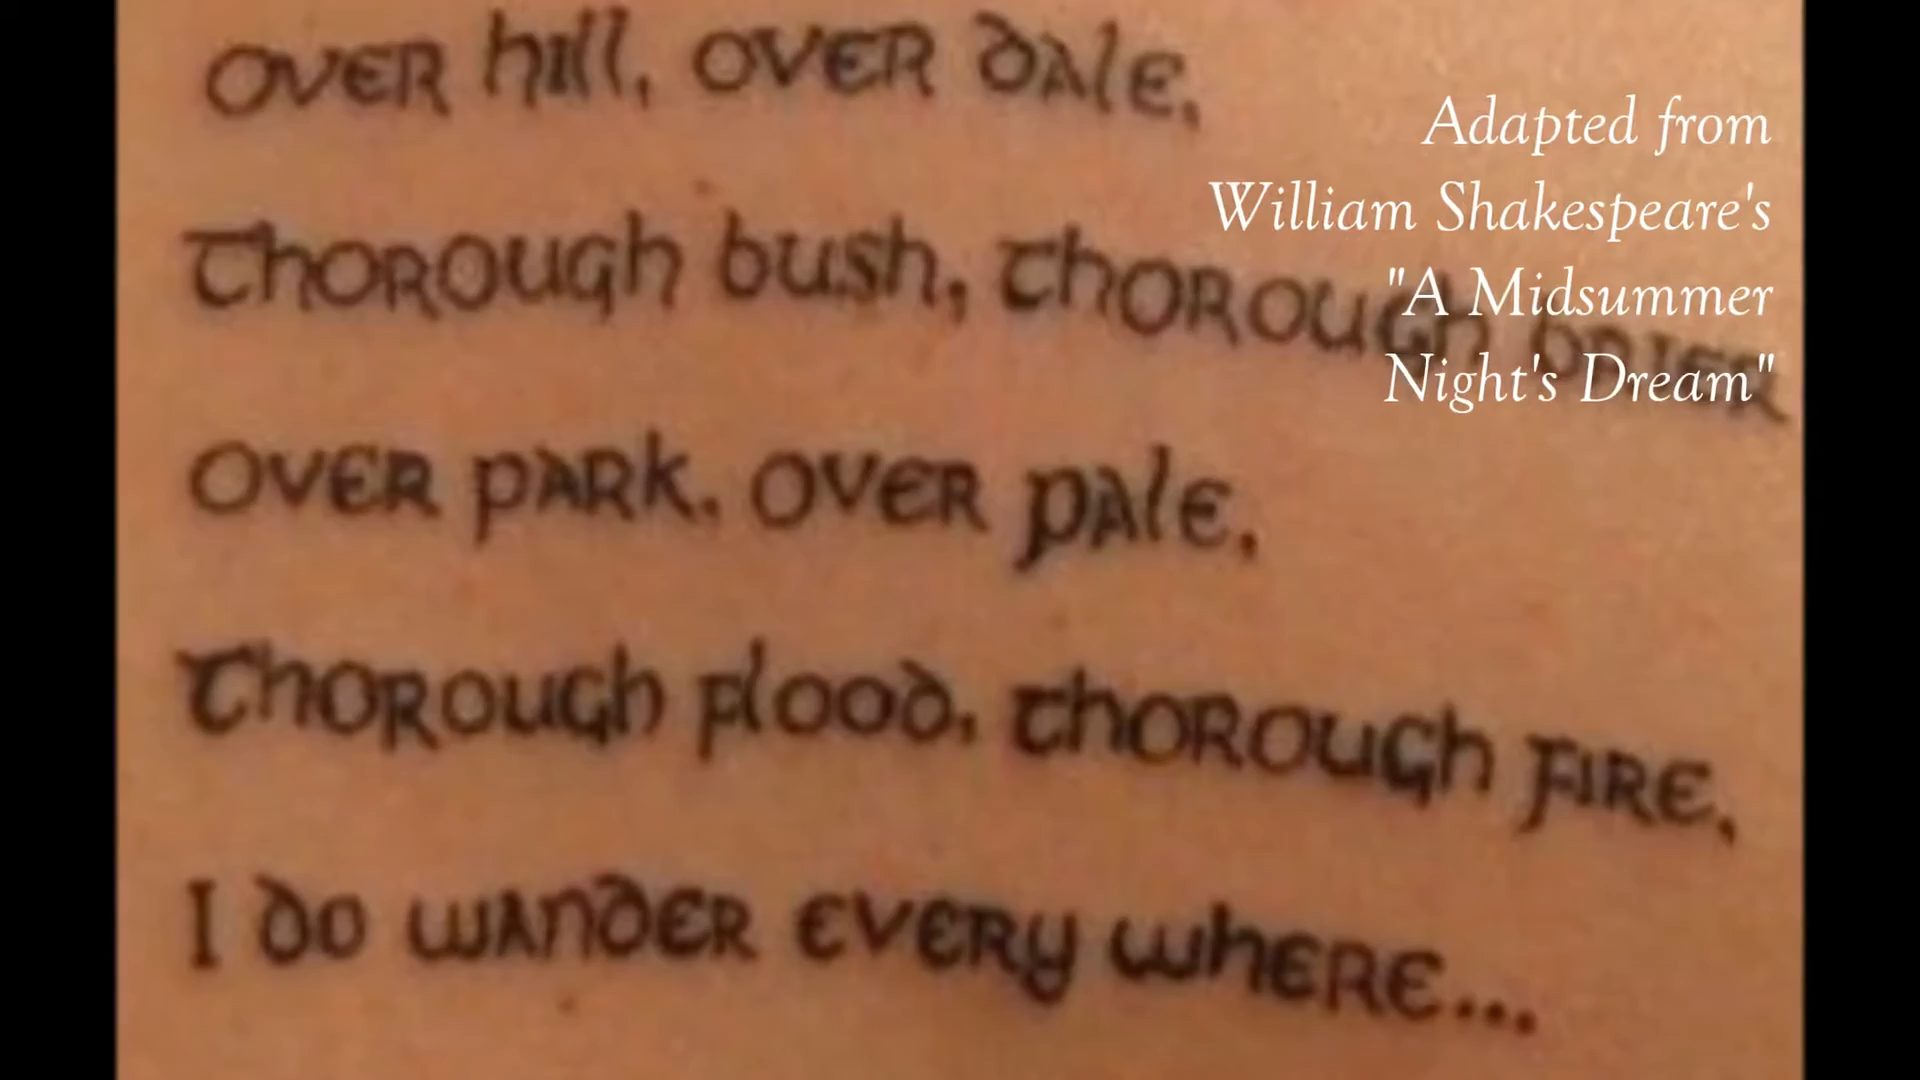 over hill, over dale,
Thorough bush, thorough brier
over park, over pale,
Thorough flood, thorough fire,
I do wander every where...
Adapted from
William Shakespeare's
"A Midsummer
Night's Dream"